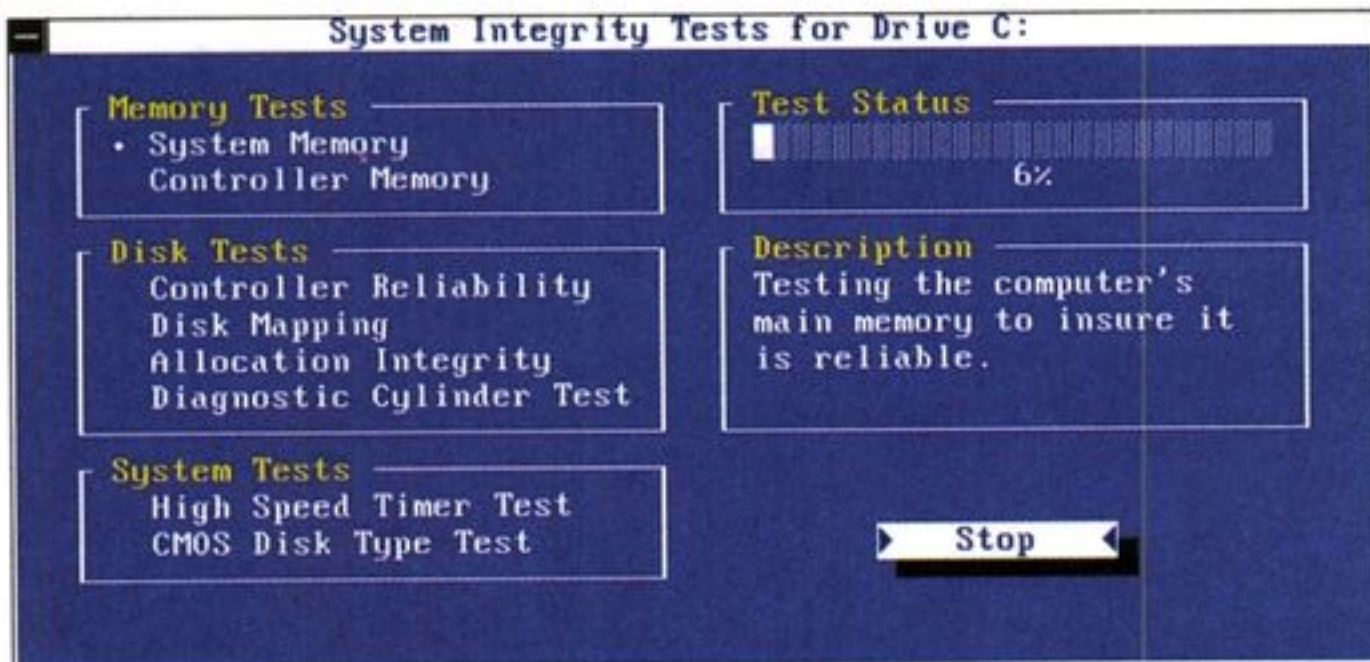 System Integrity Tests for Drive C:
Memory Tests
• System Memory
Controller Memory
Disk Tests
Controller Reliability
Disk Mapping
Allocation Integrity
Diagnostic Cylinder Test
System Tests
High Speed Timer Test
CMOS Disk Type Test
Test Status
6%
Description
Testing the computer's
main memory to insure it
is reliable.
Stop